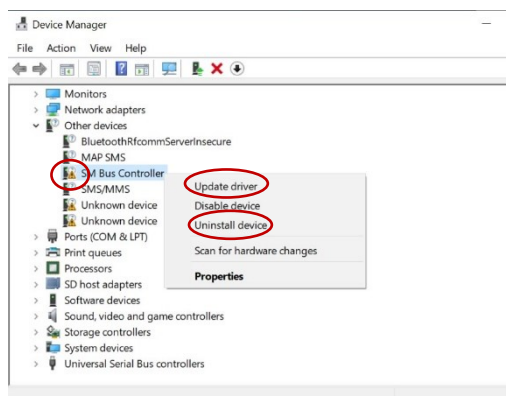 Device Manager
File Action View Help
Monitors
Network adapters
Other devices
BluetoothRfcommServerInsecure
MAP SMS
SM Bus Controller
SMS/MMS
Unknown device
Unknown device
Ports (COM & LPT)
Print queues
Processors
SD host adapters
Software devices
Sound, video and game controllers
Storage controllers
System devices
Universal Serial Bus controllers
Update driver
Disable device
Uninstall device
Scan for hardware changes
Properties